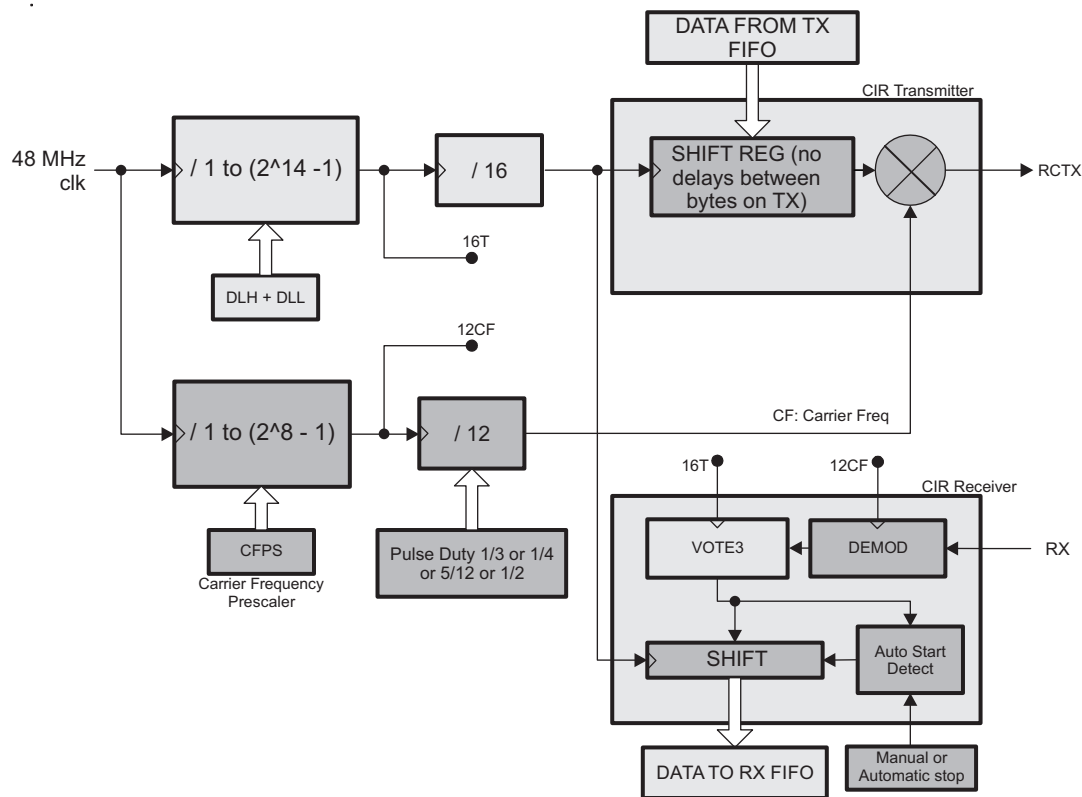 DATA FROM TX
FIFO
CIR Transmitter
48 MHz
clk
/ 1 to (2^14 -1)
/ 16
SHIFT REG (no
delays between
bytes on TX)
RCTX
16T
DLH + DLL
12CF
/ 1 to (2^8 - 1)
/ 12
CF: Carrier Freq
16T
12CF
CIR Receiver
CFPS
Carrier Frequency
Prescaler
Pulse Duty 1/3 or 1/4
or 5/12 or 1/2
VOTE3
DEMOD
RX
SHIFT
Auto Start
Detect
DATA TO RX FIFO
Manual or
Automatic stop